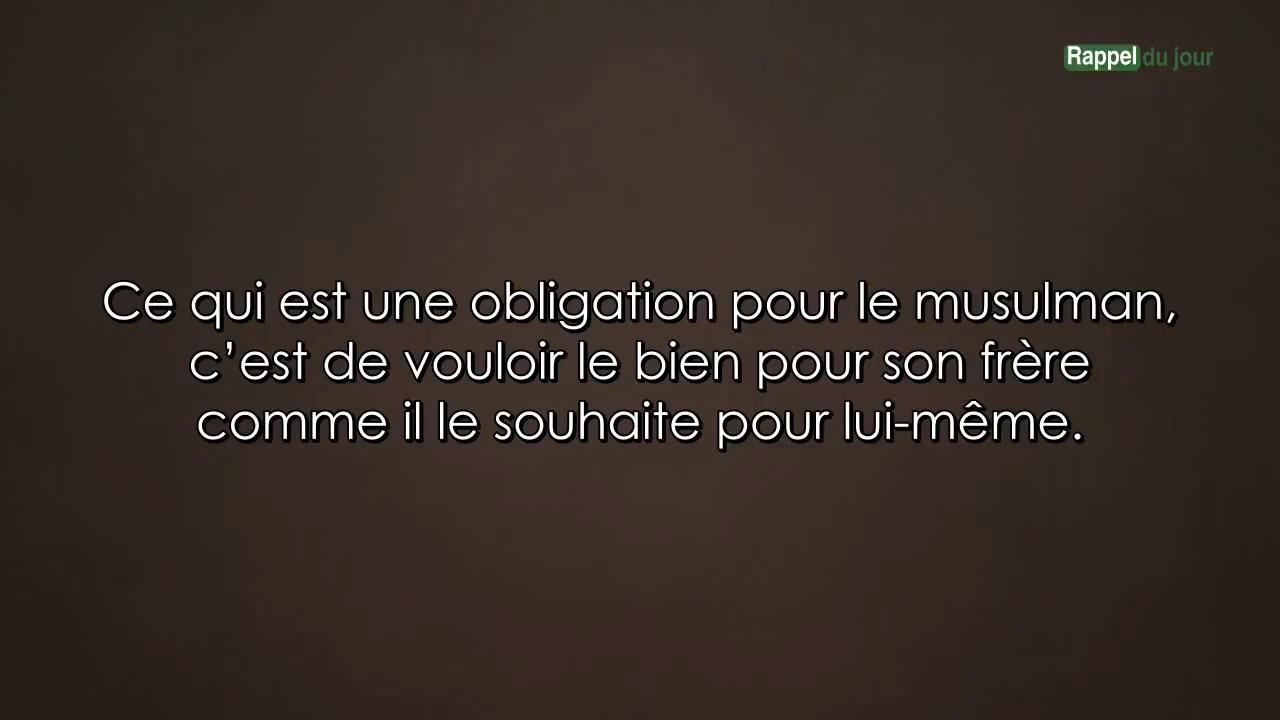 Rappel du jour
Ce qui est une obligation pour le musulman,
c’est de vouloir le bien pour son frère
comme il le souhaite pour lui-même.